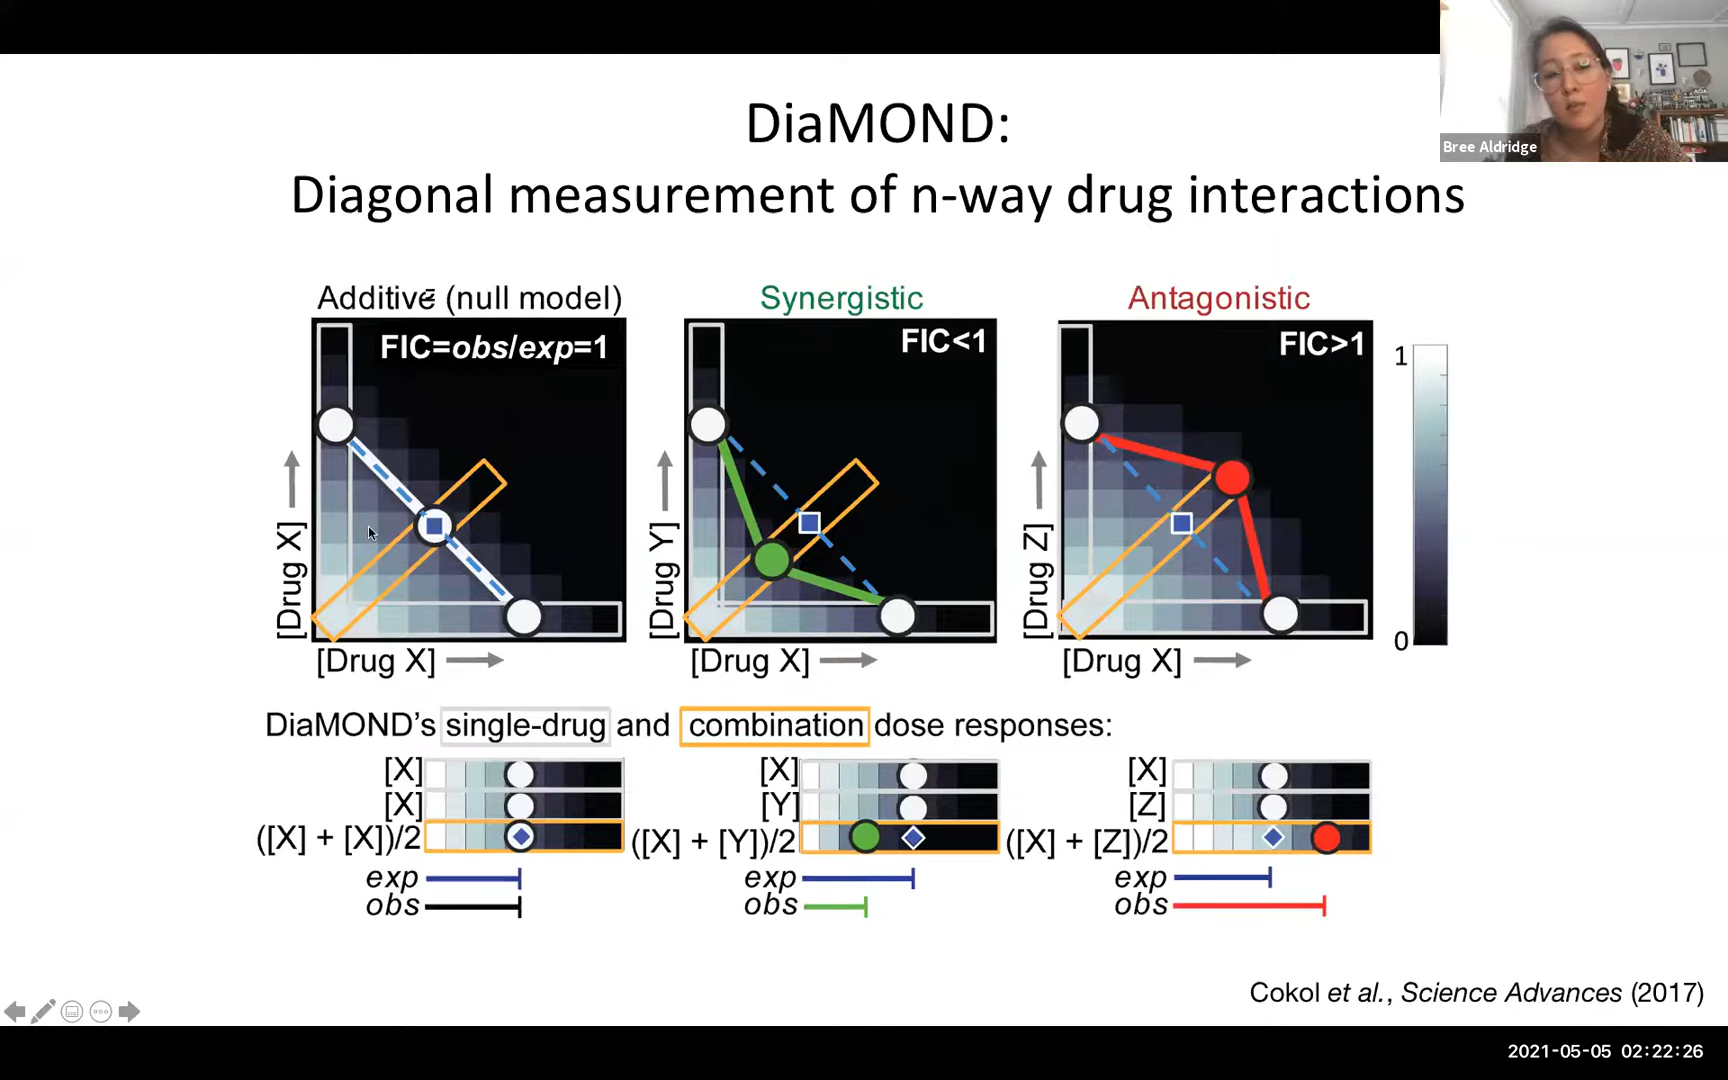 Bree Aldridge
DiaMOND:
Diagonal measurement of n-way drug interactions
Additive (null model)
FIC=obs/exp=1
[Drug X]
[Drug X]
Synergistic
FIC<1
[Drug Y]
[Drug X]
Antagonistic
FIC>1
[Drug Z]
[Drug X]
1
0
DiaMOND's single-drug and combination dose responses:
[X]
[X]
([X] + [X])/2
exp
obs
[X]
[Y]
([X] + [Y])/2
exp
obs
[X]
[Z]
([X] + [Z])/2
exp
obs
Cokol et al., Science Advances (2017)
2021-05-05 02:22:26